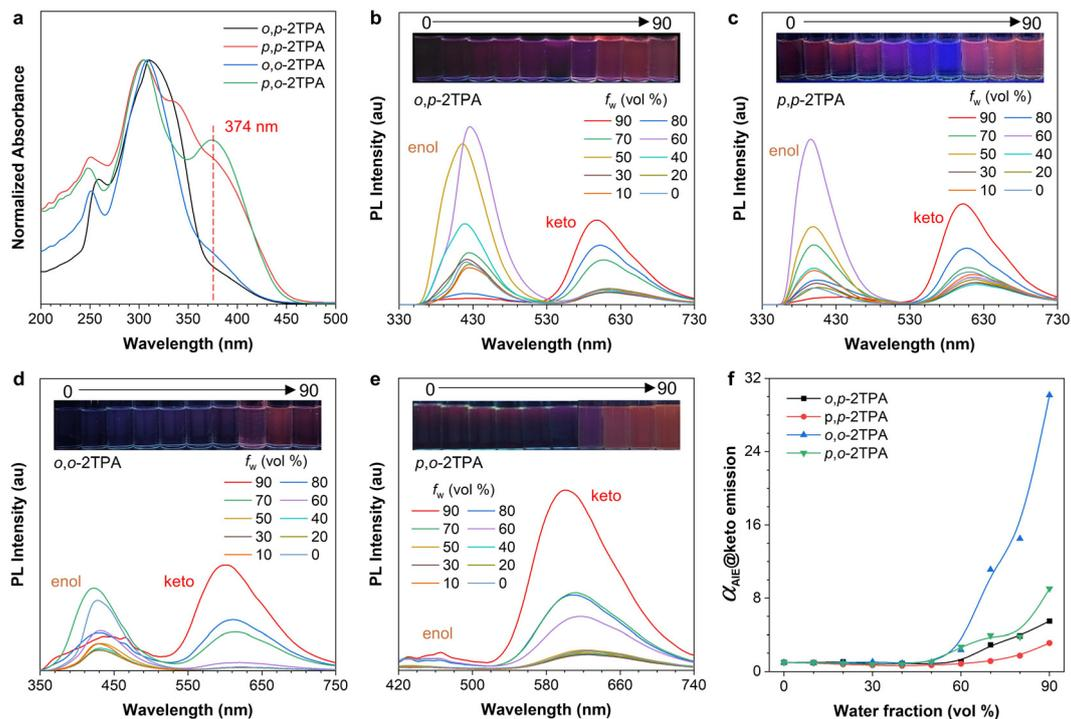 a
Normalized Absorbance
o,p-2TPA
p,p-2TPA
o,o-2TPA
p,o-2TPA
374 nm
200 250 300 350 400 450 500
Wavelength (nm)
b
PL Intensity (au)
0 90
o,p-2TPA
fw (vol %)
90 80
70 60
50 40
30 20
10 0
enol
keto
330 430 530 630 730
Wavelength (nm)
c
PL Intensity (au)
0 90
p,p-2TPA
fw (vol %)
90 80
70 60
50 40
30 20
10 0
enol
keto
330 430 530 630 730
Wavelength (nm)
d
PL Intensity (au)
0 90
o,o-2TPA
fw (vol %)
90 80
70 60
50 40
30 20
10 0
enol
keto
350 450 550 650 750
Wavelength (nm)
e
PL Intensity (au)
0 90
p,o-2TPA
fw (vol %)
90 80
70 60
50 40
30 20
10 0
keto
enol
420 500 580 660 740
Wavelength (nm)
f
αAIE@keto emission
32
24
16
8
0
o,p-2TPA
p,p-2TPA
o,o-2TPA
p,o-2TPA
0 30 60 90
Water fraction (vol %)